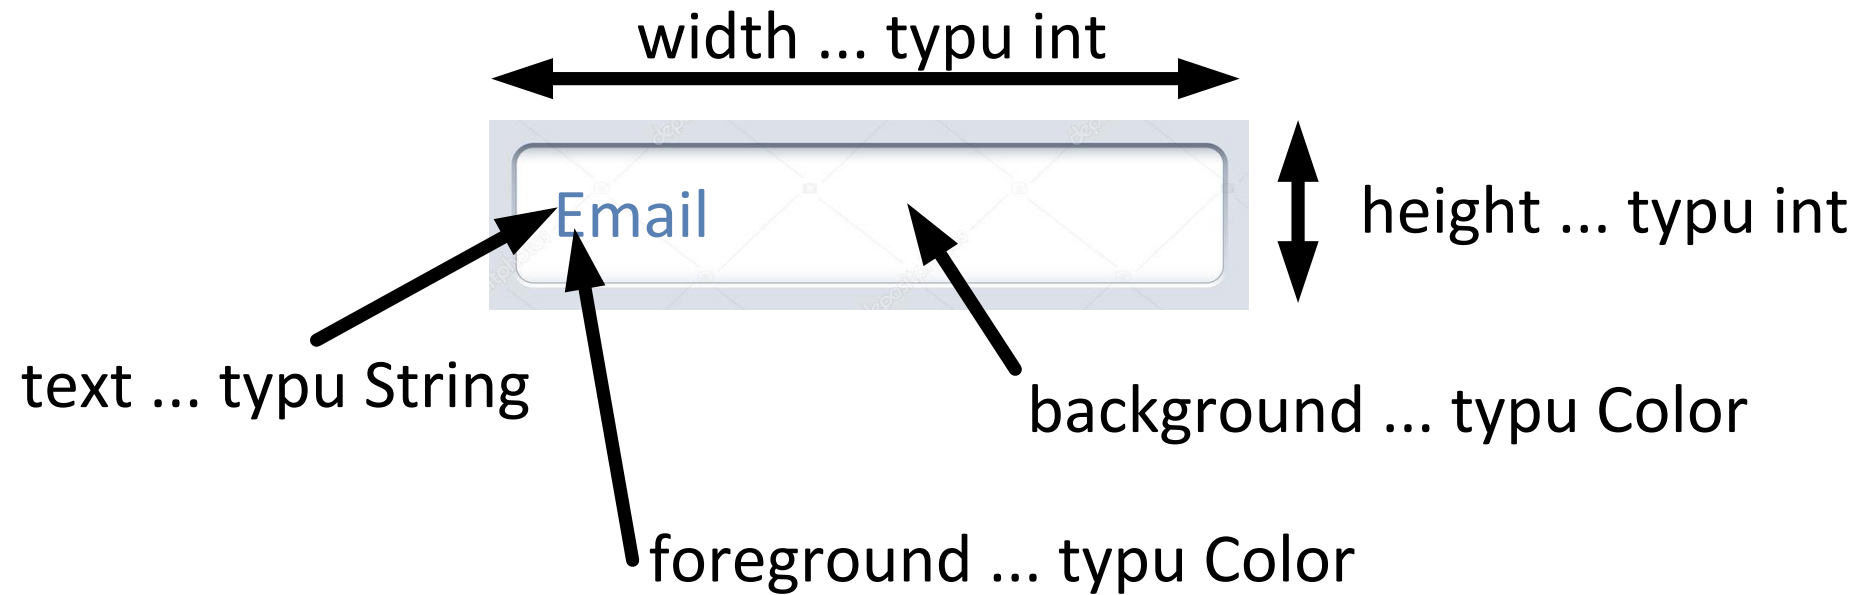 width ... typu int
Email
height ... typu int
text ... typu String
background ... typu Color
foreground ... typu Color